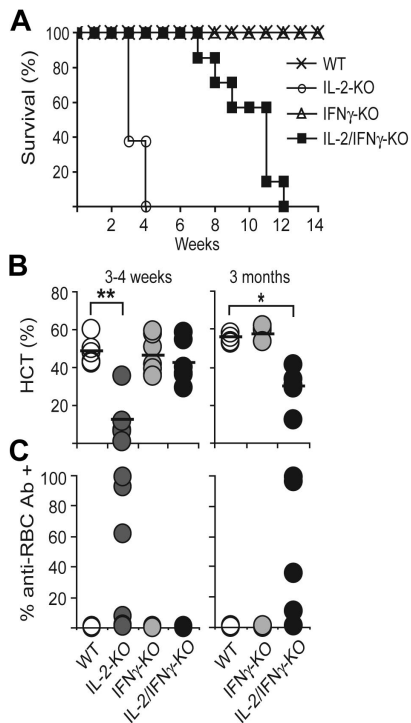 A
Survival (%)
100
80
60
40
20
2 4 6 8 10 12 14
Weeks
WT
IL-2-KO
IFNγ-KO
IL-2/IFNγ-KO
B
3-4 weeks
3 months
HCT (%)
80
60
40
20
**
*
C
% anti-RBC Ab +
100
80
60
40
20
WT
IL-2-KO
IFNγ-KO
IL-2/IFNγ-KO
WT
IFNγ-KO
IL-2/IFNγ-KO